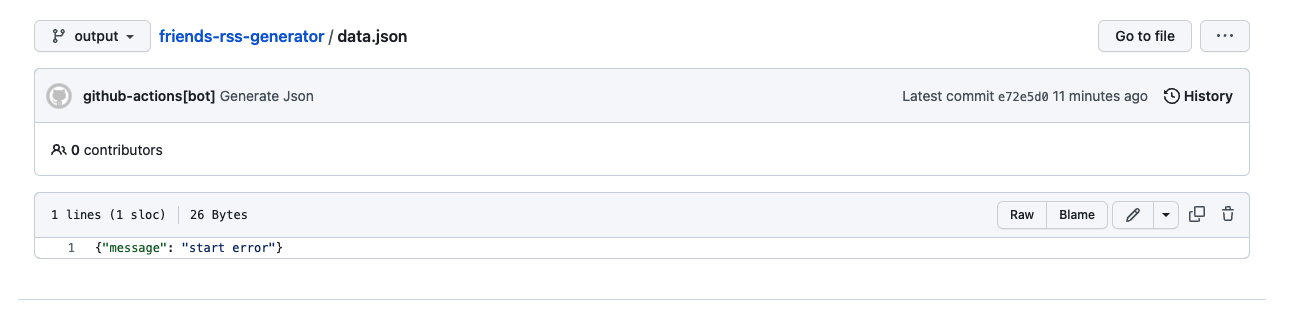 output friends-rss-generator / data.json Go to file ...
github-actions[bot] Generate Json Latest commit e72e5d0 11 minutes ago History
0 contributors
1 lines (1 sloc) 26 Bytes Raw Blame
1 {"message": "start error"}